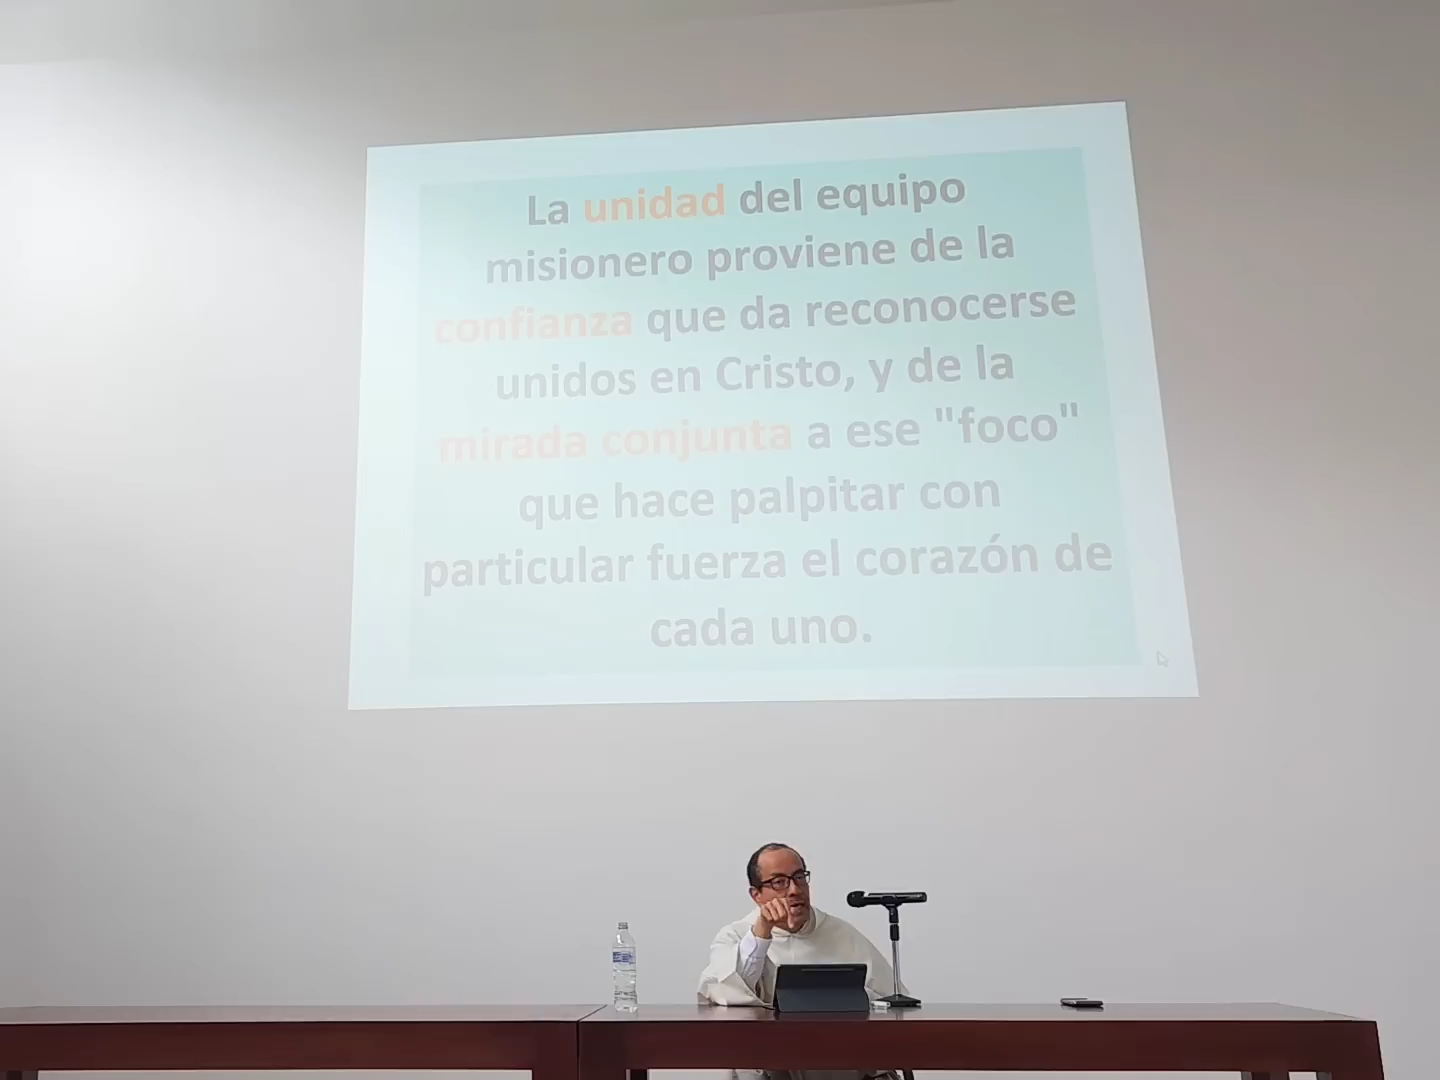 La unidad del equipo
misionero proviene de la
confianza que da reconocerse
unidos en Cristo, y de la
mirada conjunta a ese "foco"
que hace palpitar con
particular fuerza el corazón de
cada uno.